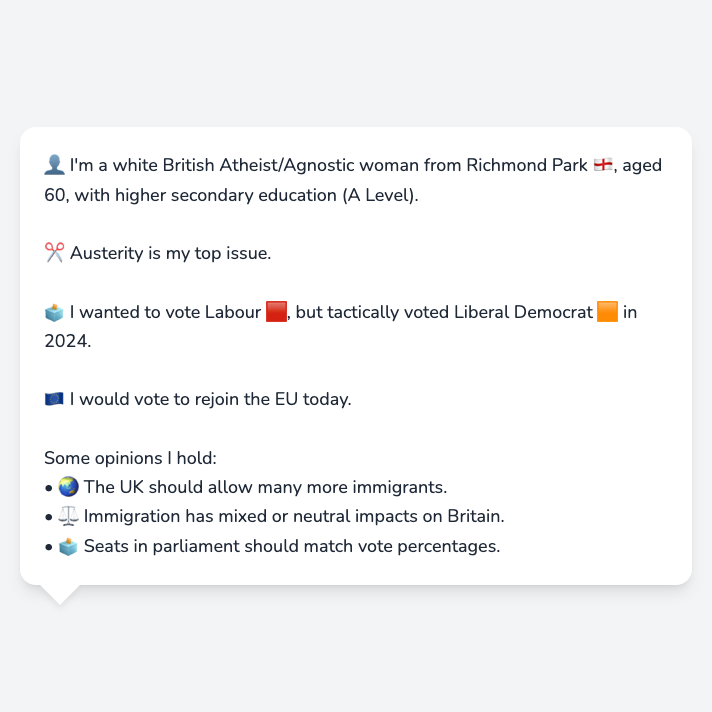 👤 I'm a white British Atheist/Agnostic woman from Richmond Park 🏴󠁧󠁢󠁥󠁮󠁧󠁿, aged
60, with higher secondary education (A Level).
✂️ Austerity is my top issue.
🗳️ I wanted to vote Labour 🟥, but tactically voted Liberal Democrat 🟧 in
2024.
🇪🇺 I would vote to rejoin the EU today.
Some opinions I hold:
• 🌏 The UK should allow many more immigrants.
• ⚖️ Immigration has mixed or neutral impacts on Britain.
• 🗳️ Seats in parliament should match vote percentages.